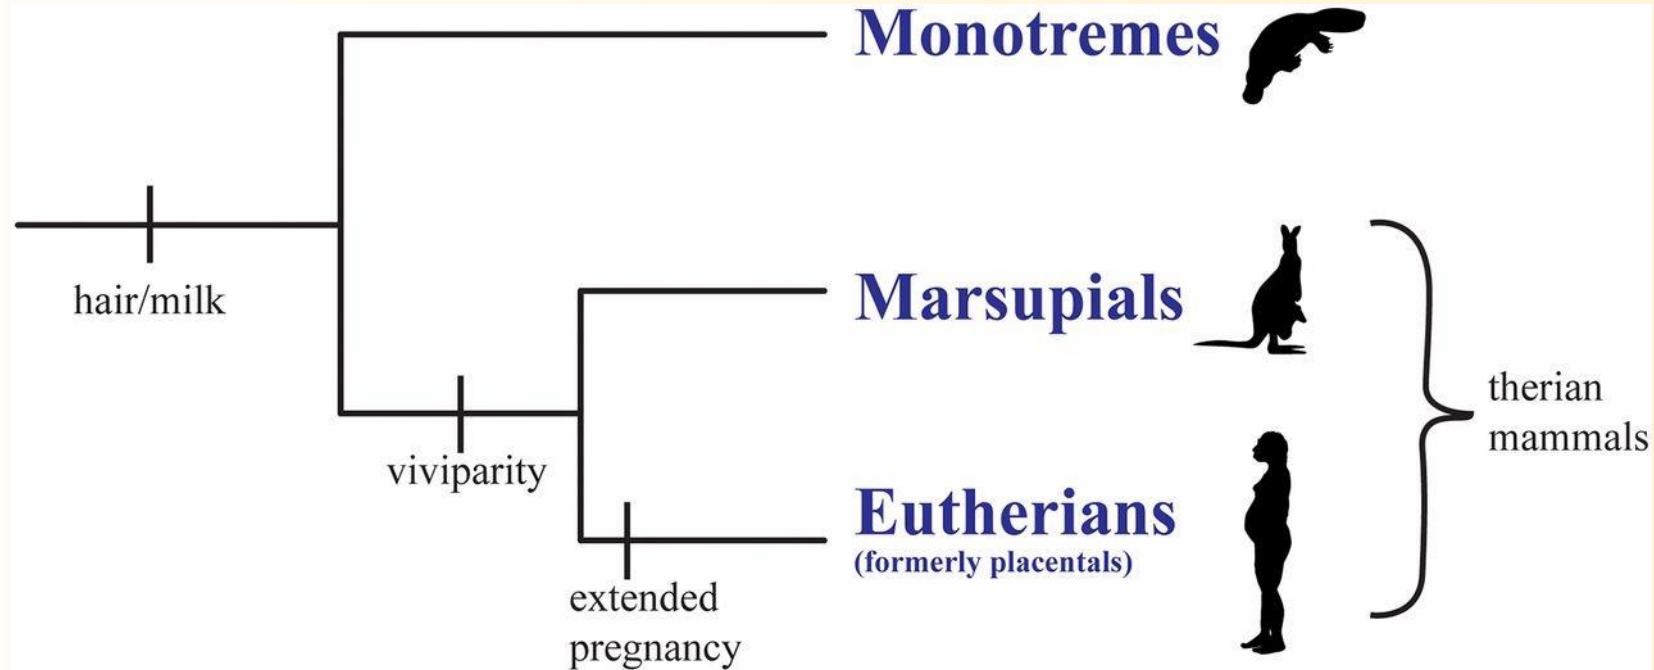 Monotremes
hair/milk
Marsupials
viviparity
therian
mammals
Eutherians
(formerly placentals)
extended
pregnancy